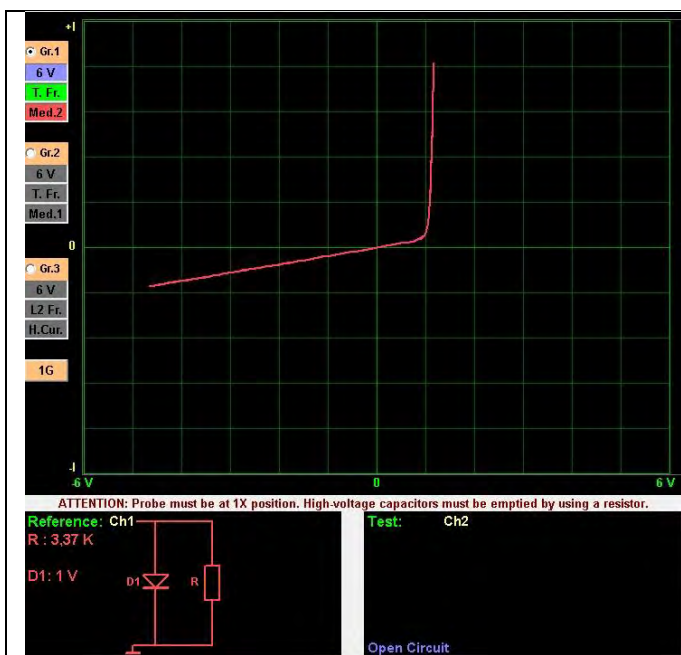 +I
Gr.1
6 V
T. Fr.
Med.2
Gr.2
6 V
T. Fr.
Med.1
0
Gr.3
6 V
L2 Fr.
H.Cur.
1G
-I
-6 V
0
6 V
ATTENTION: Probe must be at 1X position. High-voltage capacitors must be emptied by using a resistor.
Reference: Ch1
R : 3,37 K
D1: 1 V
D1
R
Test: Ch2
Open Circuit